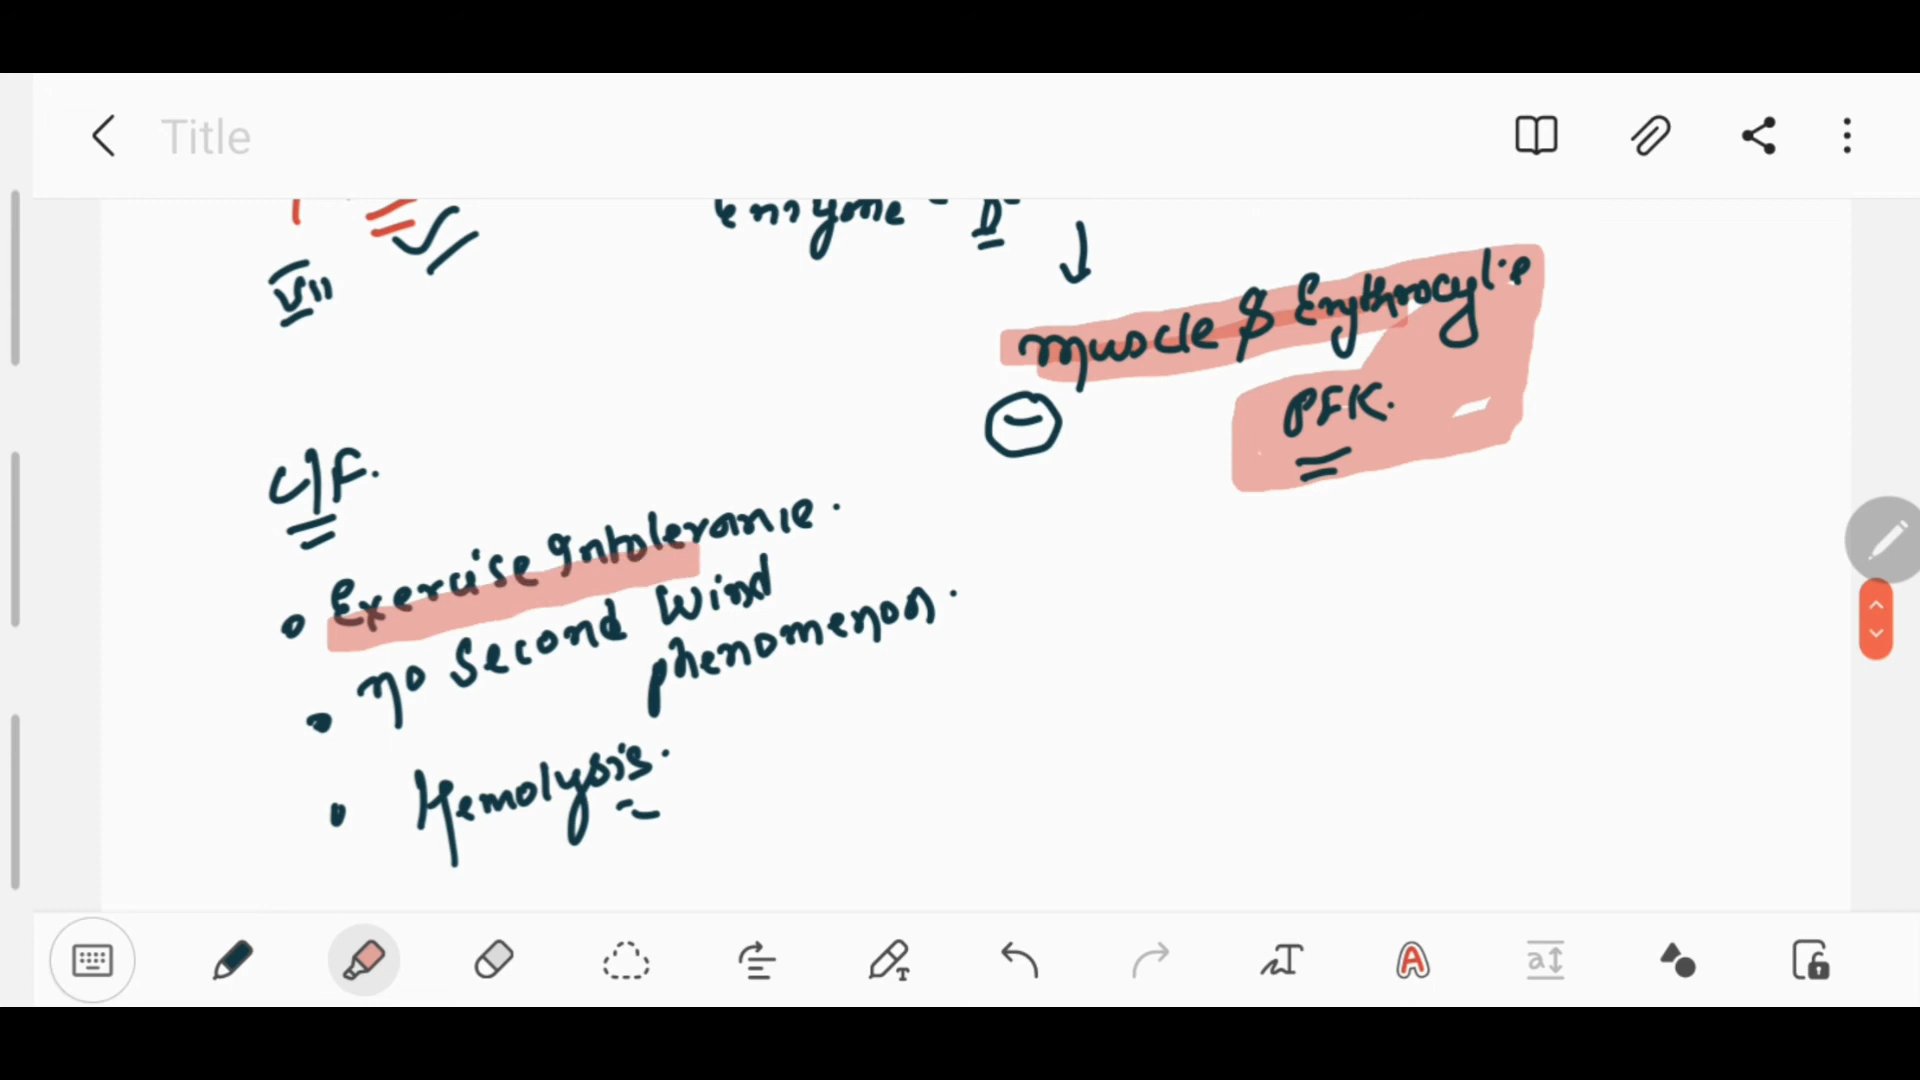 Title
Enzyme - D
VII
muscle & Erythrocyte
PFK.
C/F.
• Exercise Intolerance.
• no Second Wind
phenomenon.
• Hemolysis.